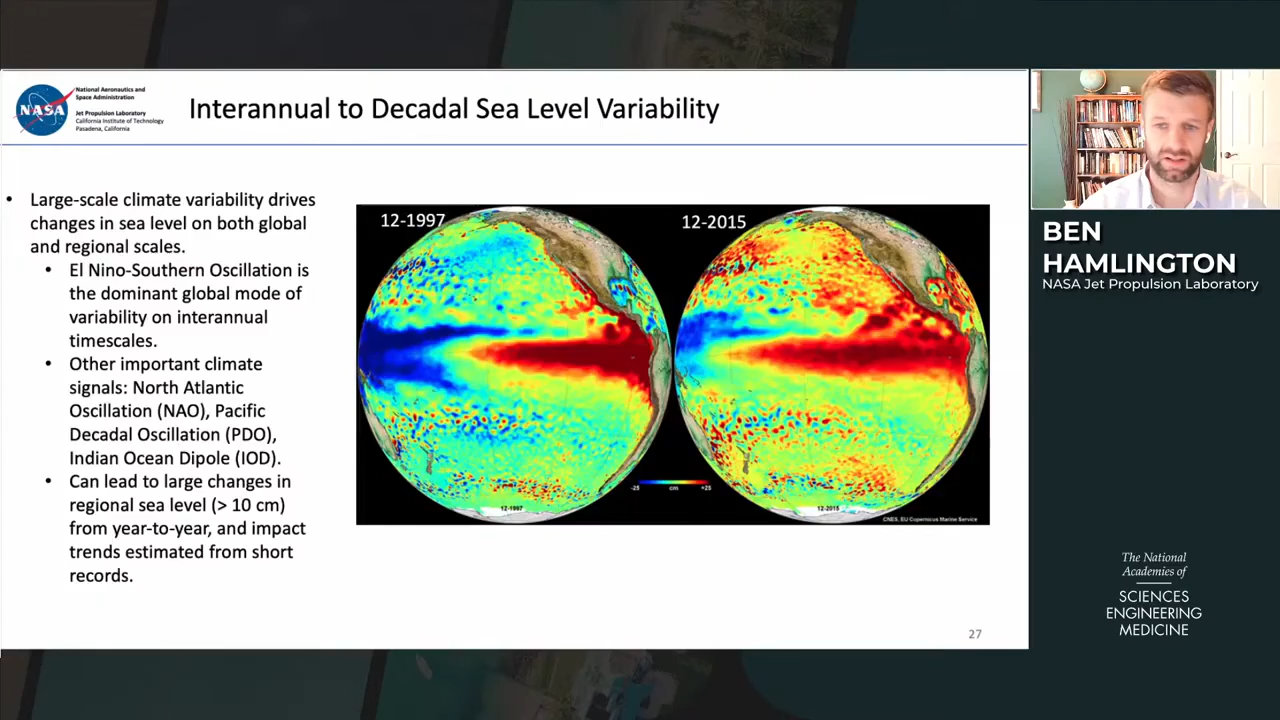 NASA
National Aeronautics and
Space Administration
Jet Propulsion Laboratory
California Institute of Technology
Pasadena, California
Interannual to Decadal Sea Level Variability
• Large-scale climate variability drives
changes in sea level on both global
and regional scales.
• El Nino-Southern Oscillation is
the dominant global mode of
variability on interannual
timescales.
• Other important climate
signals: North Atlantic
Oscillation (NAO), Pacific
Decadal Oscillation (PDO),
Indian Ocean Dipole (IOD).
• Can lead to large changes in
regional sea level (> 10 cm)
from year-to-year, and impact
trends estimated from short
records.
12-1997
12-2015
-25 cm +25
12-1997
12-2015
CNES, EU Copernicus Marine Service
27
BEN
HAMLINGTON
NASA Jet Propulsion Laboratory
The National
Academies of
SCIENCES
ENGINEERING
MEDICINE